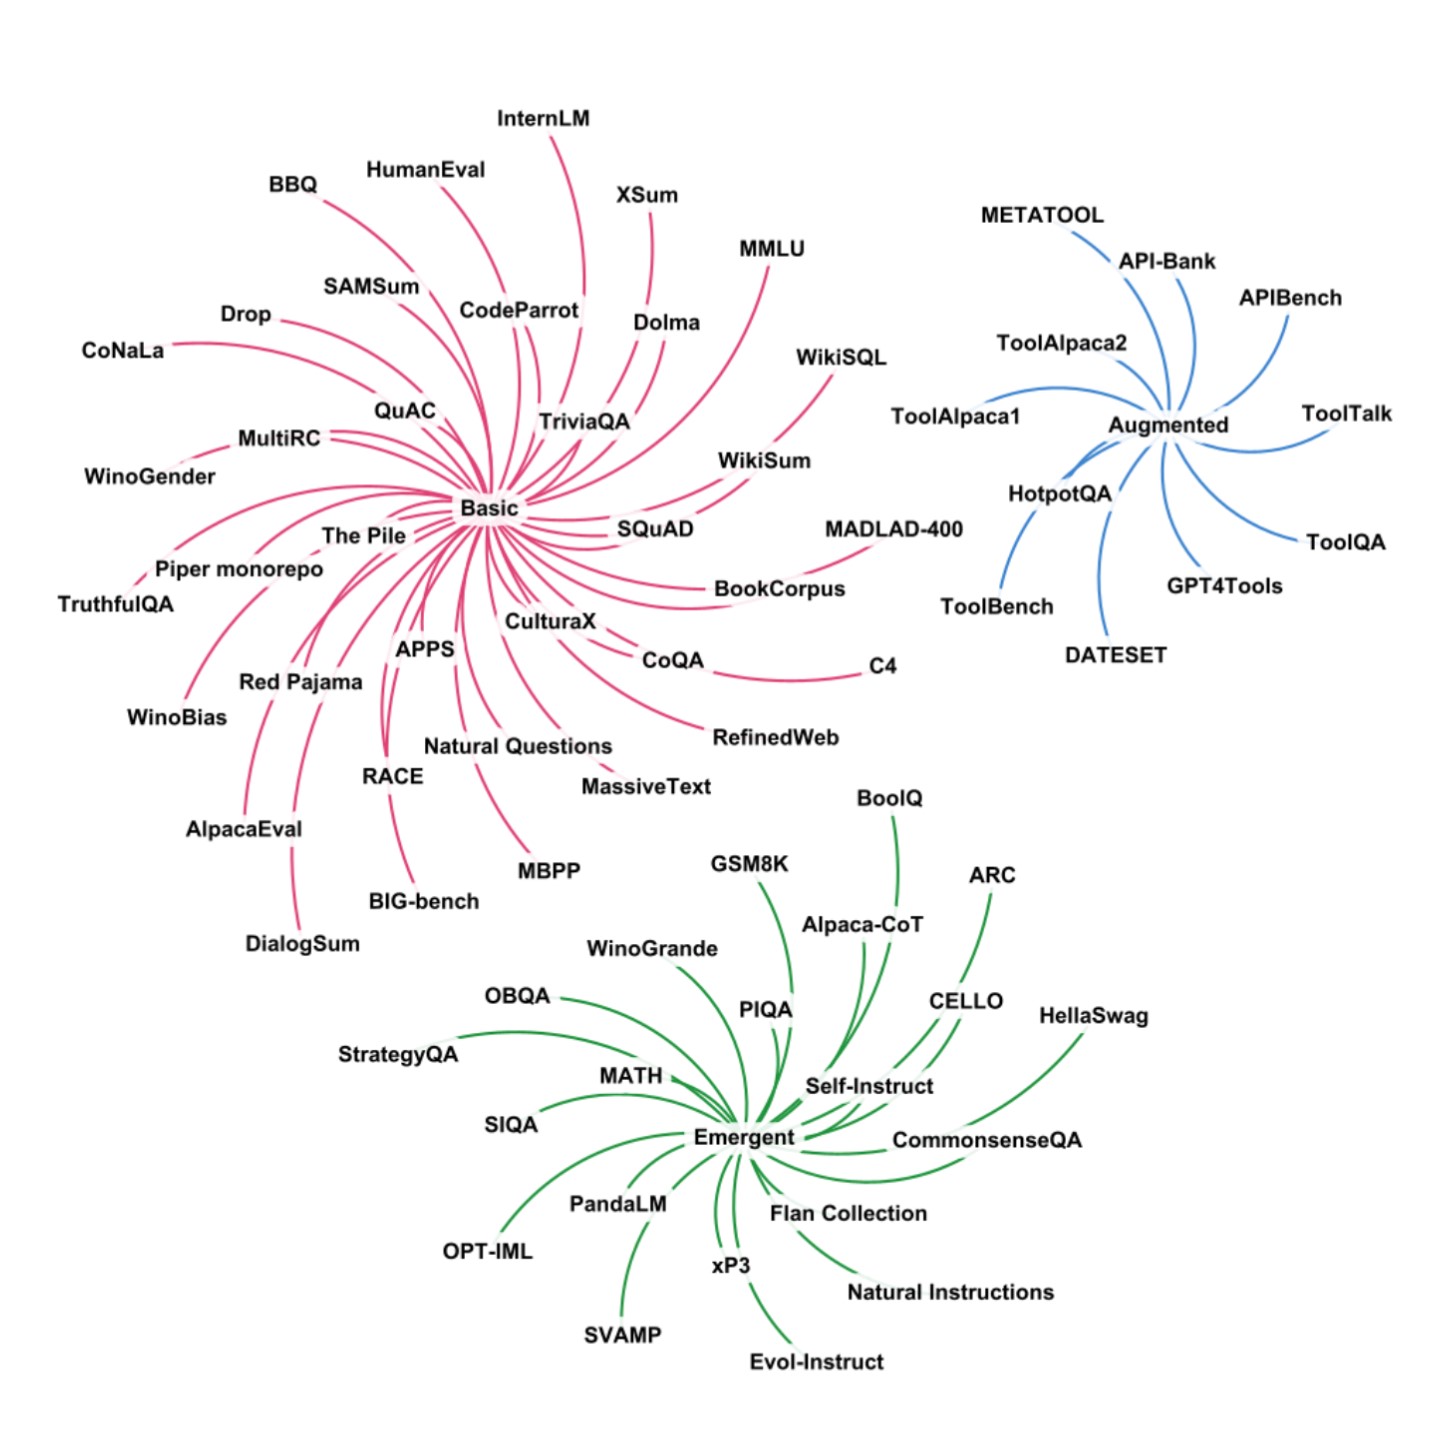 InternLM
HumanEval
BBQ
XSum
MMLU
SAMSum
CodeParrot
Drop
Dolma
CoNaLa
WikiSQL
QuAC
TriviaQA
MultiRC
WikiSum
WinoGender
Basic
SQuAD
MADLAD-400
The Pile
Piper monorepo
BookCorpus
TruthfulQA
CulturaX
APPS
CoQA
C4
Red Pajama
WinoBias
RefinedWeb
Natural Questions
RACE
MassiveText
AlpacaEval
MBPP
BIG-bench
DialogSum
METATOOL
API-Bank
APIBench
ToolAlpaca2
ToolAlpaca1
ToolTalk
Augmented
HotpotQA
ToolQA
GPT4Tools
ToolBench
DATESET
BoolQ
GSM8K
ARC
Alpaca-CoT
WinoGrande
OBQA
CELLO
PIQA
HellaSwag
StrategyQA
MATH
Self-Instruct
SIQA
Emergent
CommonsenseQA
PandaLM
Flan Collection
OPT-IML
xP3
Natural Instructions
SVAMP
Evol-Instruct